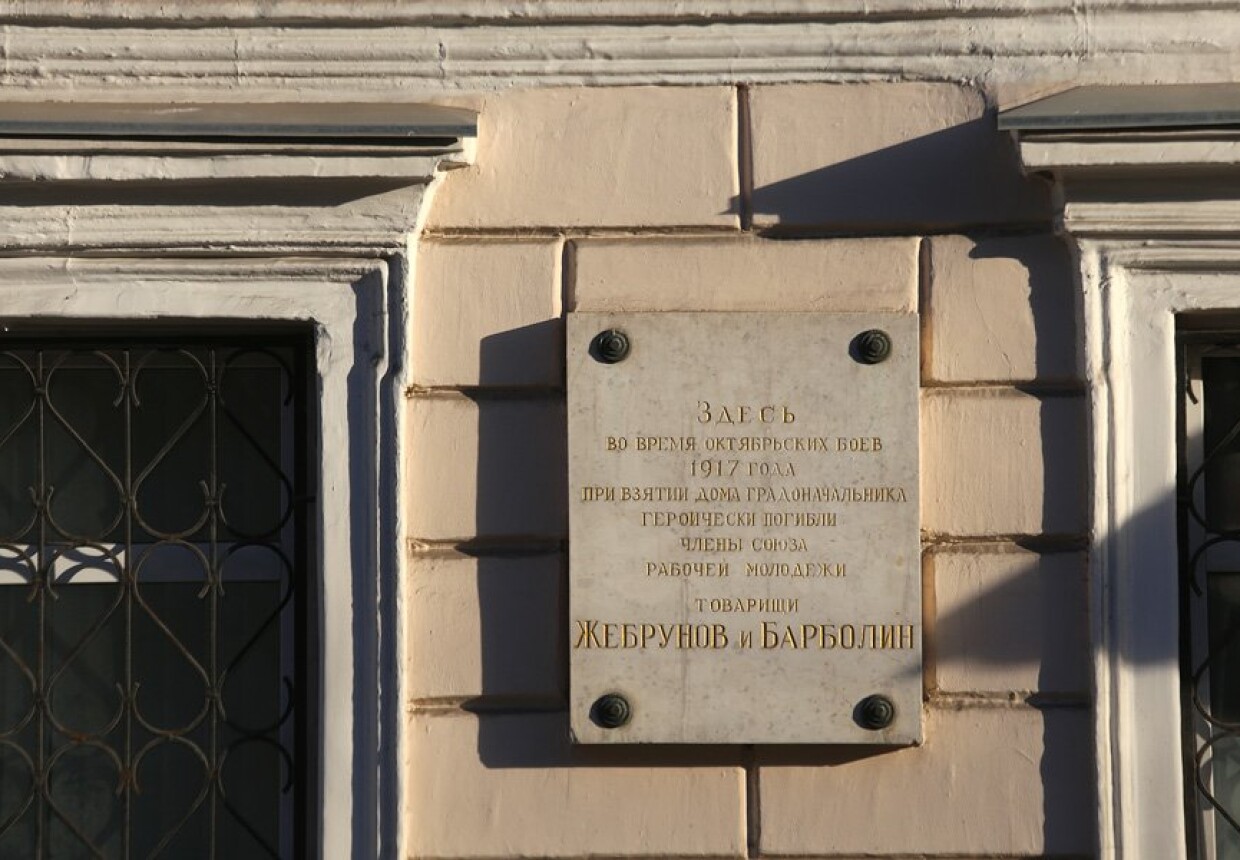 Здесь
во время октябрьских боев
1917 года
при взятии дома градоначальника
героически погибли
члены союза
рабочей молодежи
товарищи
Жебрунов и Барболин